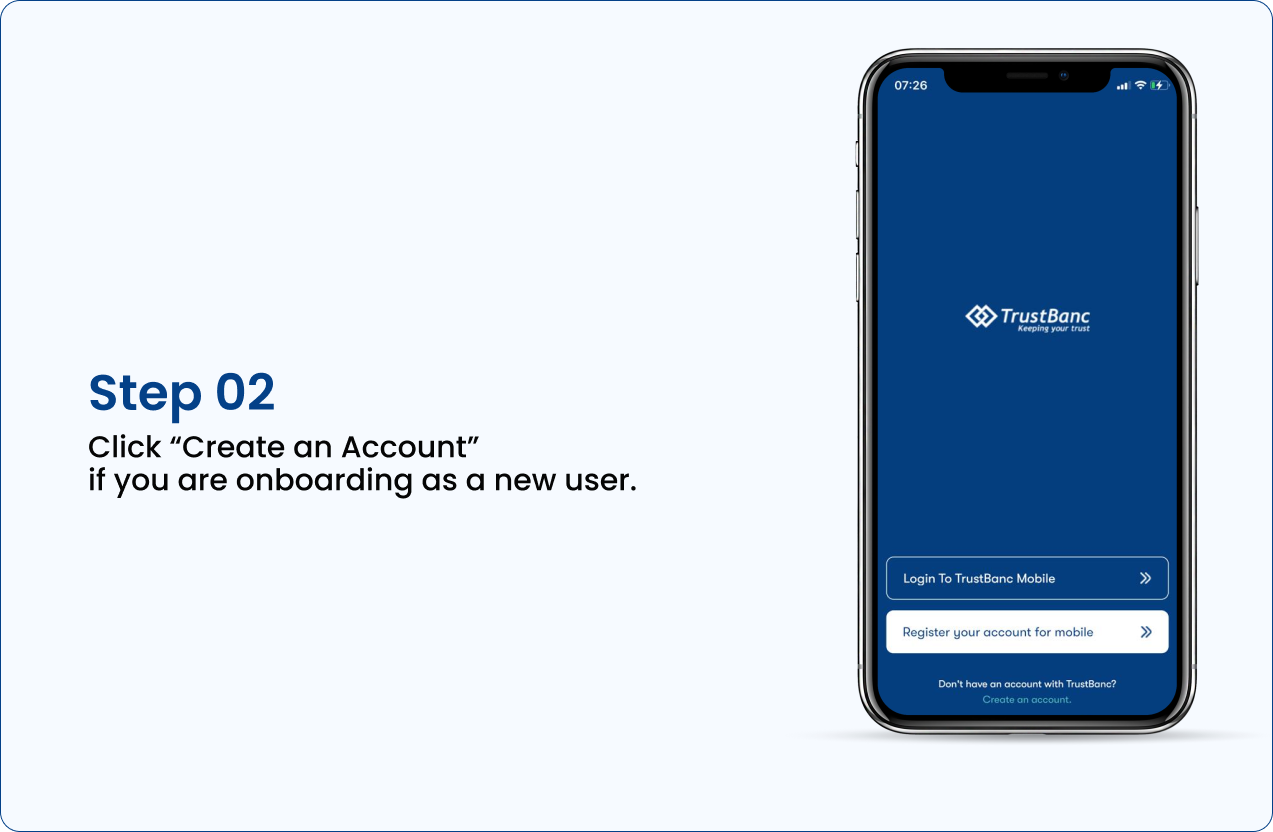 Step 02
Click “Create an Account”
if you are onboarding as a new user.
07:26
TrustBanc
Keeping your trust
Login To TrustBanc Mobile
Register your account for mobile
Don't have an account with TrustBanc?
Create an account.